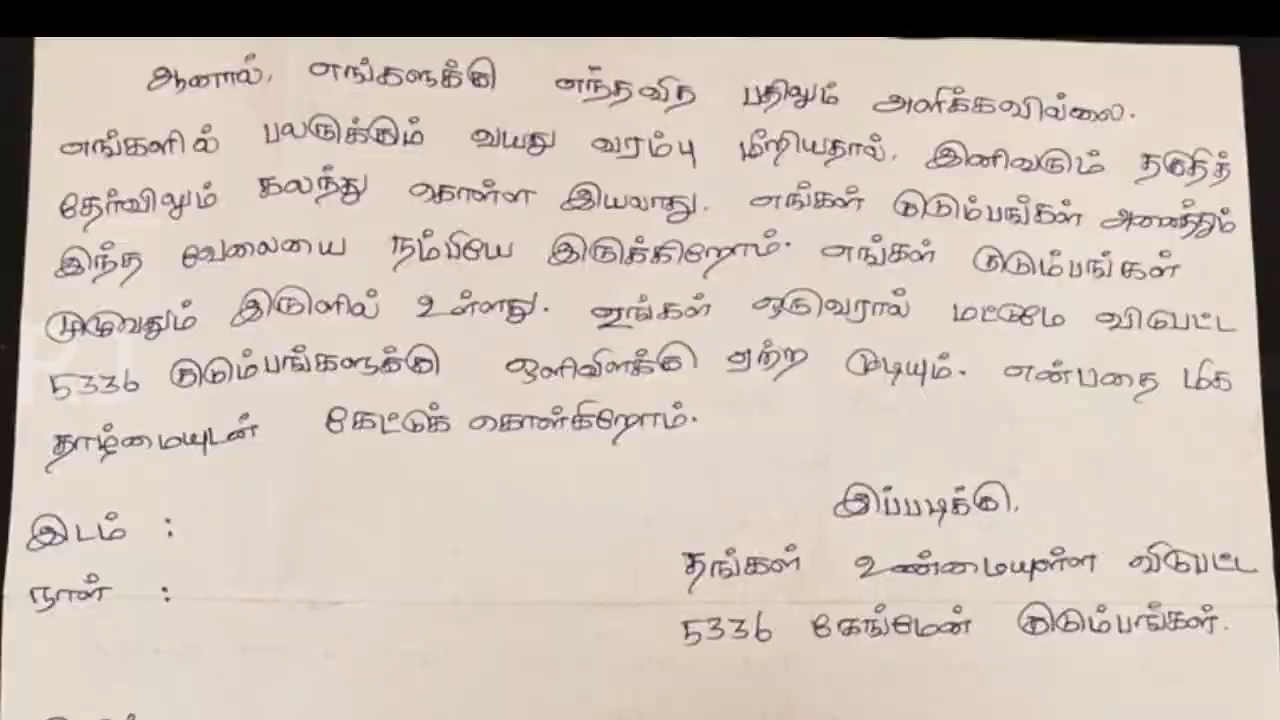 ஆனால், எங்களுக்கு எந்தவித பதிலும் அளிக்கவில்லை.
எங்களில் பலருக்கும் வயது வரம்பு மீறியதால். இனிவரும் தகுதித்
தேர்விலும் கலந்து கொள்ள இயலாது. எங்கள் குடும்பங்கள் அனைத்தும்
இந்த வேலையை நம்பியே இருக்கிறோம். எங்கள் குடும்பங்கள்
முழுவதும் இருளில் உள்ளது. உங்கள் ஒருவரால் மட்டுமே விடுபட்ட
5336 குடும்பங்களுக்கு ஒளிவிளக்கு ஏற்ற முடியும். என்பதை மிக
தாழ்மையுடன் கேட்டுக் கொள்கிறோம்.
இப்படிக்கு,
இடம் :
தங்கள் உண்மையுள்ள விடுபட்ட
நாள் :
5336 கேங்மேன் குடும்பங்கள்.